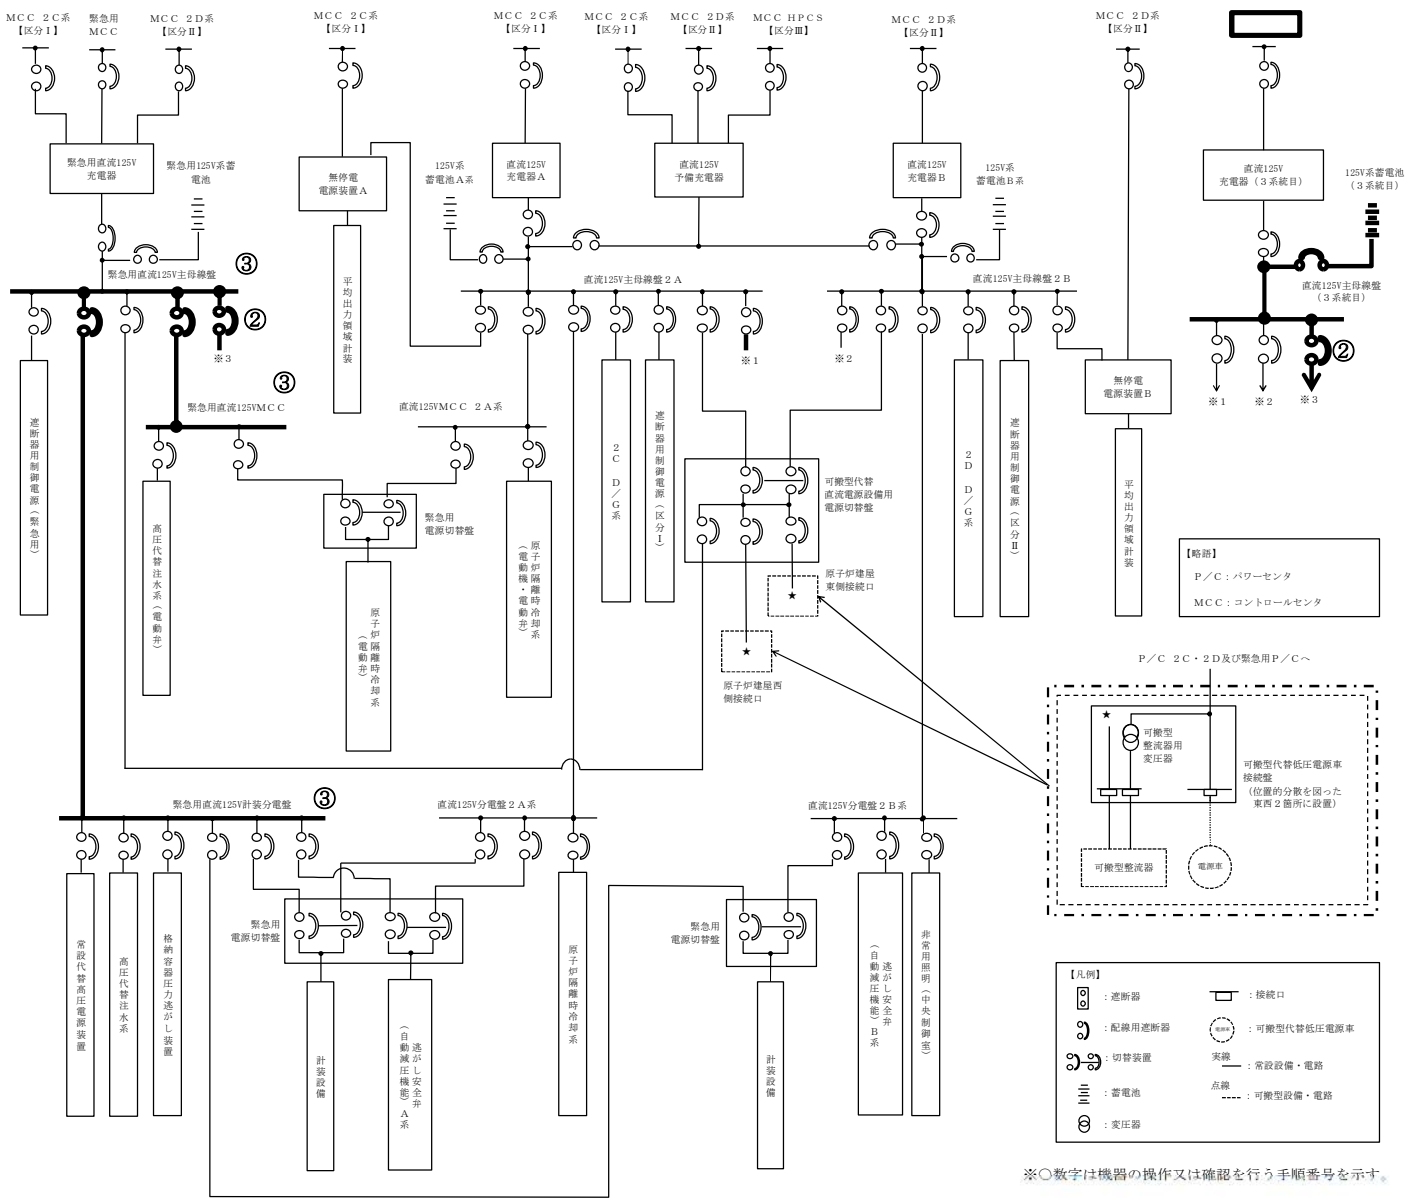 MCC 2C系
【区分Ⅰ】
緊急用
MCC
MCC 2D系
【区分Ⅱ】
MCC 2C系
【区分Ⅰ】
MCC 2C系
【区分Ⅰ】
MCC 2C系
【区分Ⅰ】
MCC 2D系
【区分Ⅱ】
MCC HPCS
【区分Ⅲ】
MCC 2D系
【区分Ⅱ】
MCC 2D系
【区分Ⅱ】
緊急用直流125V
充電器
緊急用125V系蓄
電池
無停電
電源装置A
125V系
蓄電池A系
直流125V
充電器A
直流125V
予備充電器
直流125V
充電器B
125V系
蓄電池B系
直流125V
充電器（3系統目）
125V系蓄電池
（3系統目）
緊急用直流125V主母線盤
③
直流125V主母線盤2A
直流125V主母線盤2B
直流125V主母線盤
（3系統目）
②
②
※3
※1
※2
※1
※2
※3
平均出力領域計装
無停電
電源装置B
③
緊急用直流125VMCC
直流125VMCC 2A系
遮断器用制御電源（緊急用）
高圧代替注水系（電動弁）
緊急用
電源切替盤
原子炉隔離時冷却系
（電動弁）
原子炉隔離時冷却系
（電動機・電動弁）
2C D／G系
遮断器用制御電源（区分Ⅰ）
可搬型代替
直流電源設備用
電源切替盤
2D D／G系
遮断器用制御電源（区分Ⅱ）
平均出力領域計装
【略語】
P／C：パワーセンタ
MCC：コントロールセンタ
原子炉建屋
東側接続口
★
★
原子炉建屋西
側接続口
P／C 2C・2D及び緊急用P／Cへ
★
可搬型
整流器用
変圧器
可搬型代替低圧電源車
接続盤
（位置的分散を図った
東西2箇所に設置）
可搬型整流器
電源車
緊急用直流125V計装分電盤
③
直流125V分電盤2A系
直流125V分電盤2B系
常設代替高圧電源装置
高圧代替注水系
格納容器圧力逃がし装置
緊急用
電源切替盤
計装設備
逃がし安全弁
（自動減圧機能）A系
原子炉隔離時冷却系
緊急用
電源切替盤
計装設備
逃がし安全弁
（自動減圧機能）B系
非常用照明（中央制御室）
【凡例】
：遮断器
：接続口
：配線用遮断器
電源車
：可搬型代替低圧電源車
：切替装置
実線
：常設設備・電路
：蓄電池
点線
：可搬型設備・電路
：変圧器
※○数字は機器の操作又は確認を行う手順番号を示す。